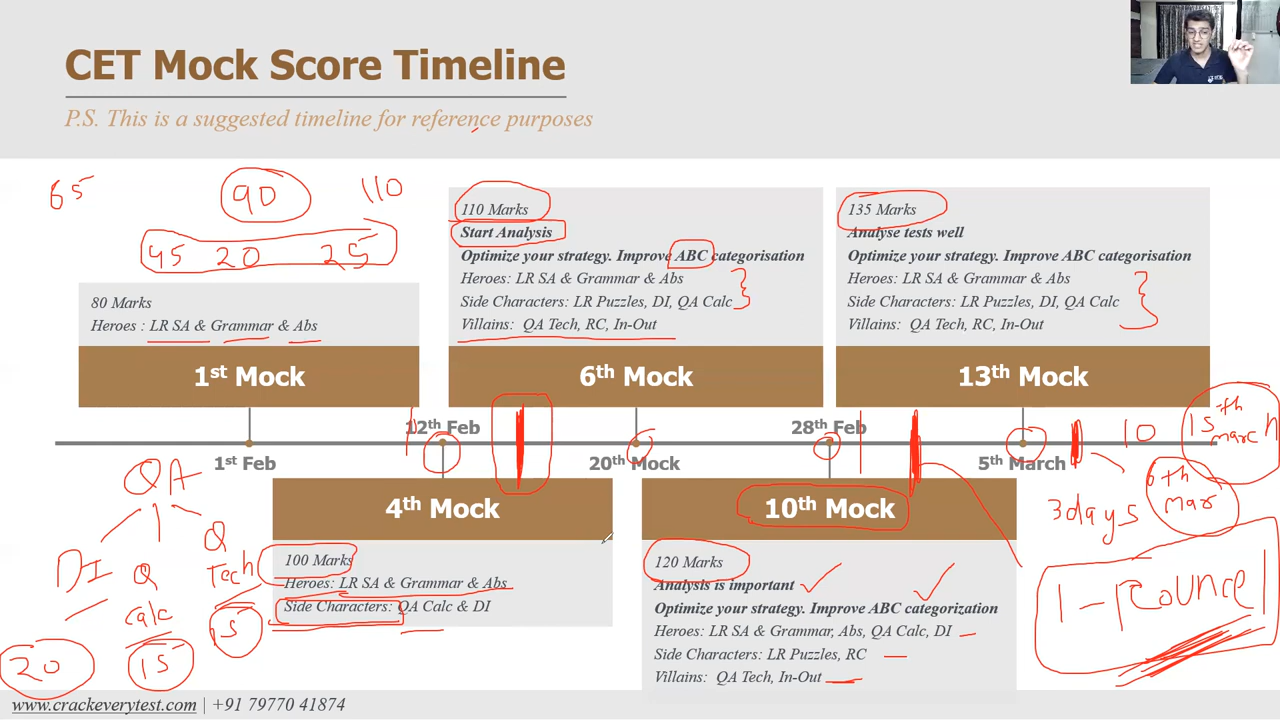 CET Mock Score Timeline
P.S. This is a suggested timeline for reference purposes
65 90 110
45 20 25
80 Marks
Heroes : LR SA & Grammar & Abs
1st Mock
110 Marks
Start Analysis
Optimize your strategy. Improve ABC categorisation
Heroes: LR SA & Grammar & Abs
Side Characters: LR Puzzles, DI, QA Calc
Villains: QA Tech, RC, In-Out
6th Mock
135 Marks
Analyse tests well
Optimize your strategy. Improve ABC categorisation
Heroes: LR SA & Grammar & Abs
Side Characters: LR Puzzles, DI, QA Calc
Villains: QA Tech, RC, In-Out
13th Mock
12th Feb
28th Feb
1st Feb
20th Mock
5th March
10
15th march
4th Mock
100 Marks
Heroes: LR SA & Grammar & Abs
Side Characters: QA Calc & DI
10th Mock
120 Marks
Analysis is important
Optimize your strategy. Improve ABC categorization
Heroes: LR SA & Grammar, Abs, QA Calc, DI
Side Characters: LR Puzzles, RC
Villains: QA Tech, In-Out
QA
DI
Q calc
Q Tech
20
15
15
3days
6th mar
www.crackeverytest.com | +91 79770 41874